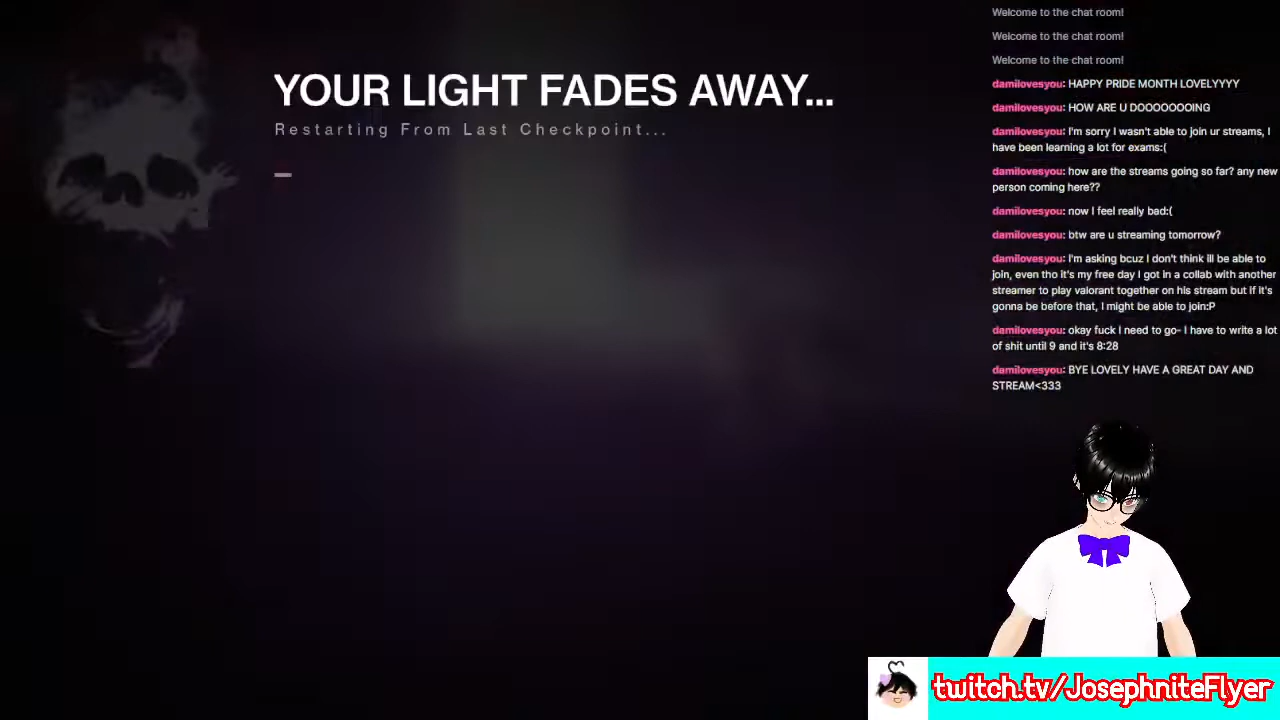 YOUR LIGHT FADES AWAY...
Restarting From Last Checkpoint...
Welcome to the chat room!
Welcome to the chat room!
Welcome to the chat room!
damilovesyou: HAPPY PRIDE MONTH LOVELYYYY
damilovesyou: HOW ARE U DOOOOOOOING
damilovesyou: I'm sorry I wasn't able to join ur streams, I
have been learning a lot for exams:(
damilovesyou: how are the streams going so far? any new
person coming here??
damilovesyou: now I feel really bad:(
damilovesyou: btw are u streaming tomorrow?
damilovesyou: I'm asking bcuz I don't think ill be able to
join, even tho it's my free day I got in a collab with another
streamer to play valorant together on his stream but if it's
gonna be before that, I might be able to join:P
damilovesyou: okay fuck I need to go- I have to write a lot
of shit until 9 and it's 8:28
damilovesyou: BYE LOVELY HAVE A GREAT DAY AND
STREAM<333
twitch.tv/JosephniteFlyer